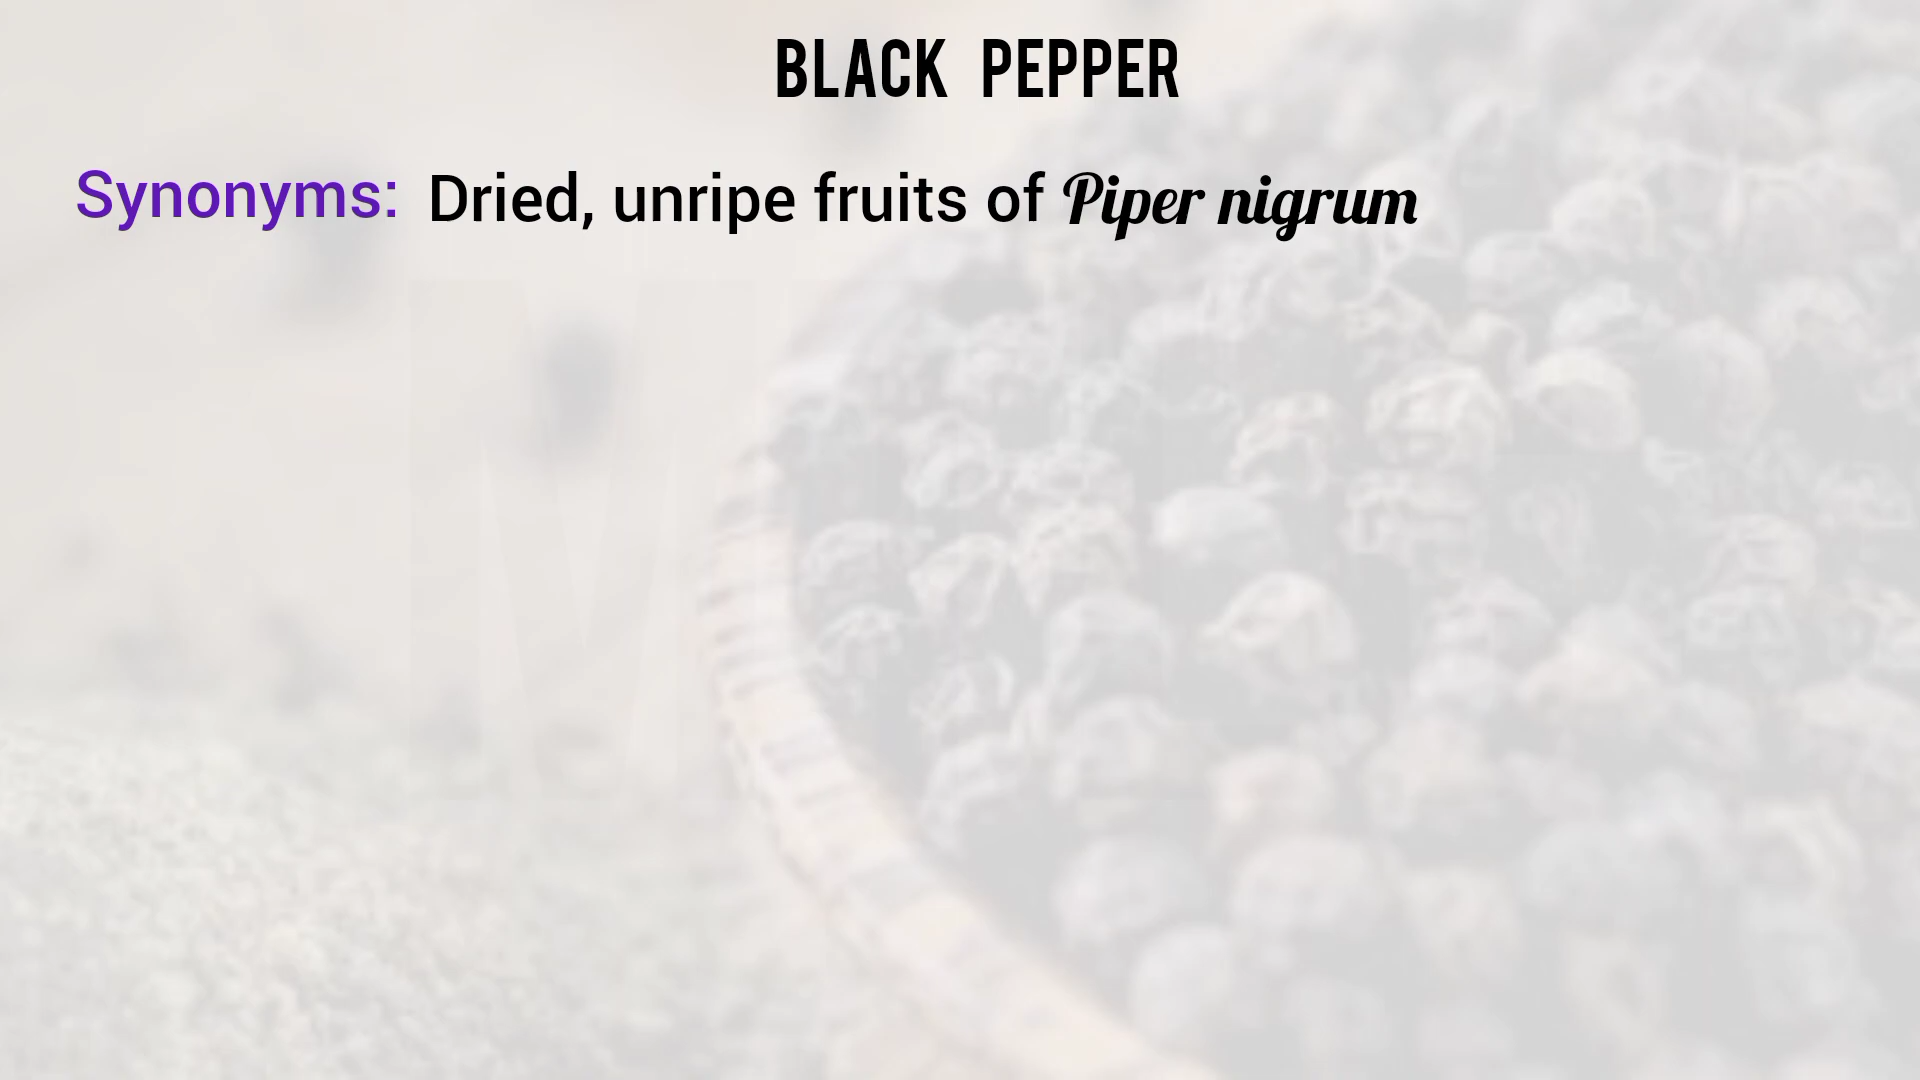 BLACK PEPPER
Synonyms: Dried, unripe fruits of Piper nigrum